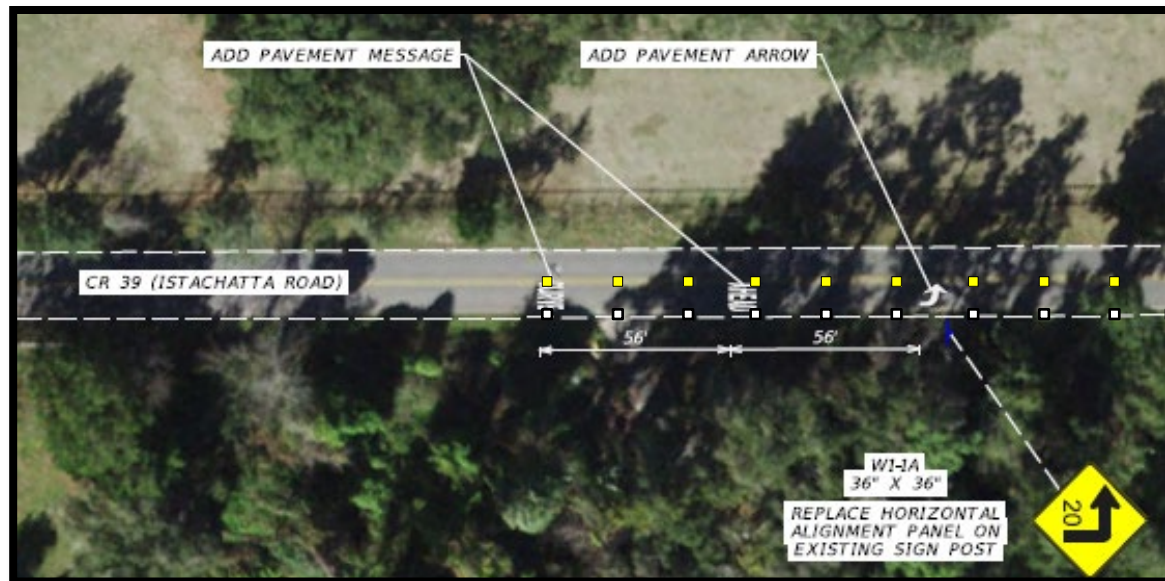 ADD PAVEMENT MESSAGE
ADD PAVEMENT ARROW
CR 39 (ISTACHATTA ROAD)
56'
56'
W1-1A
36" X 36"
REPLACE HORIZONTAL
ALIGNMENT PANEL ON
EXISTING SIGN POST
20